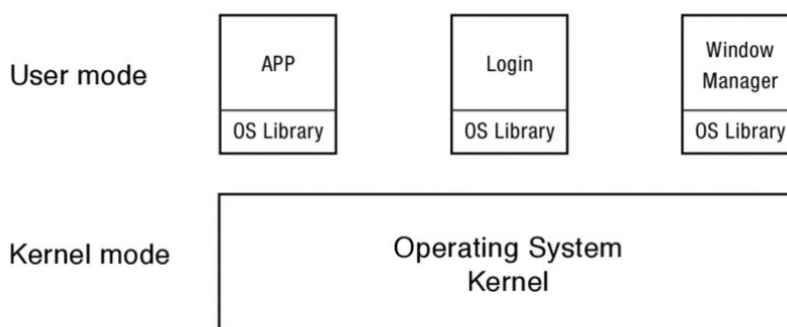 User mode
APP
OS Library
Login
OS Library
Window
Manager
OS Library
Kernel mode
Operating System
Kernel